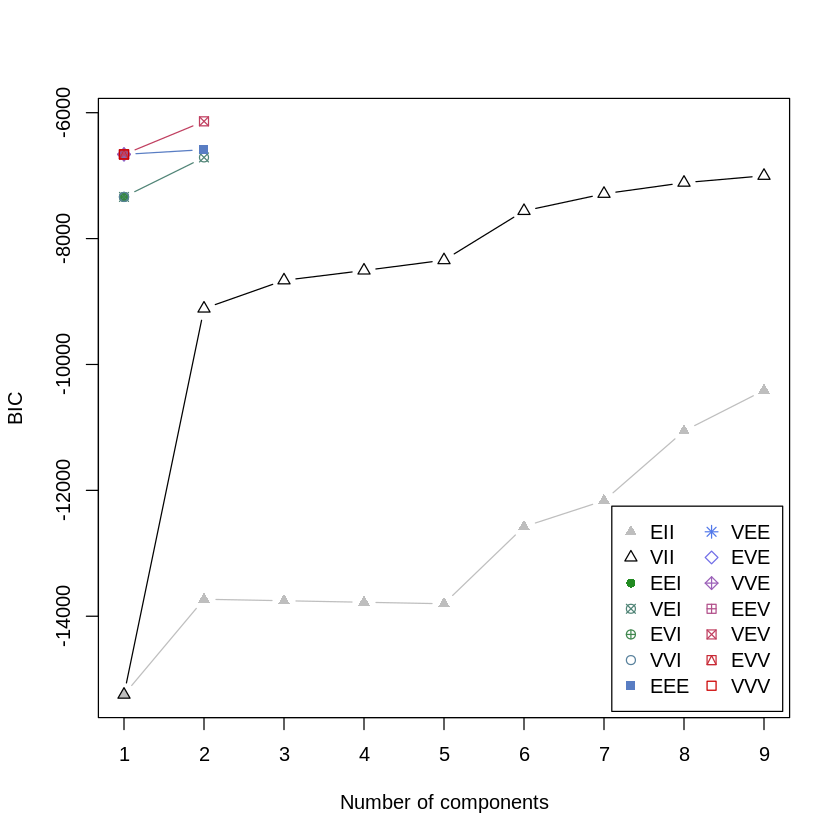 -6000
-8000
-10000
-12000
-14000
BIC
EII VEE
VII EVE
EEI VVE
VEI EEV
EVI VEV
VVI EVV
EEE VVV
1 2 3 4 5 6 7 8 9
Number of components